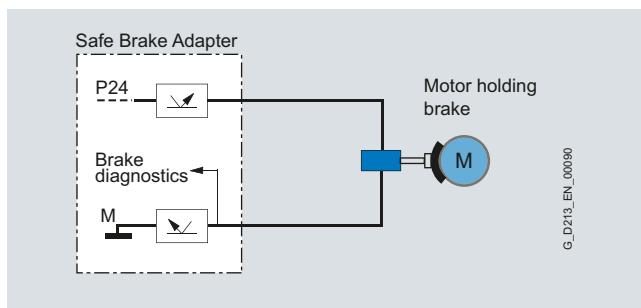 Safe Brake Adapter
P24
Motor holding
brake
M
Brake
diagnostics
M
G_D213_EN_00090